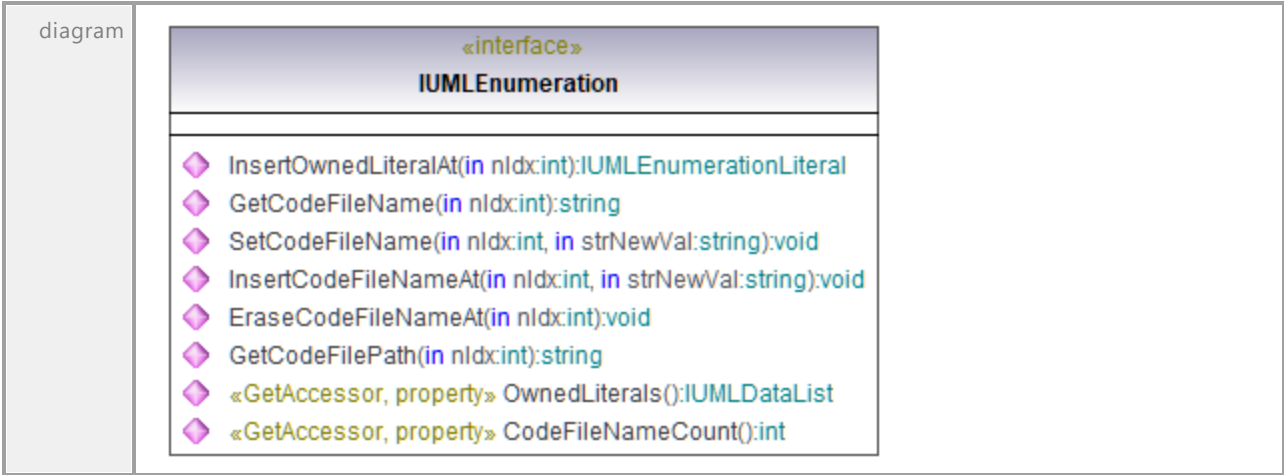 diagram
«interface»
IUMLEnumeration
InsertOwnedLiteralAt(in nIdx:int):IUMLEnumerationLiteral
GetCodeFileName(in nIdx:int):string
SetCodeFileName(in nIdx:int, in strNewVal:string):void
InsertCodeFileNameAt(in nIdx:int, in strNewVal:string):void
EraseCodeFileNameAt(in nIdx:int):void
GetCodeFilePath(in nIdx:int):string
«GetAccessor, property» OwnedLiterals():IUMLDataList
«GetAccessor, property» CodeFileNameCount():int